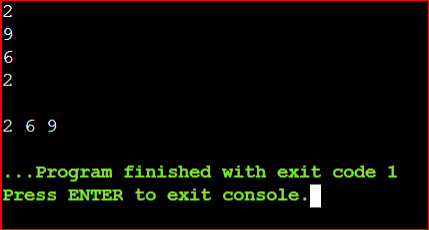 2
9
6
2
2 6 9
...Program finished with exit code 1
Press ENTER to exit console.